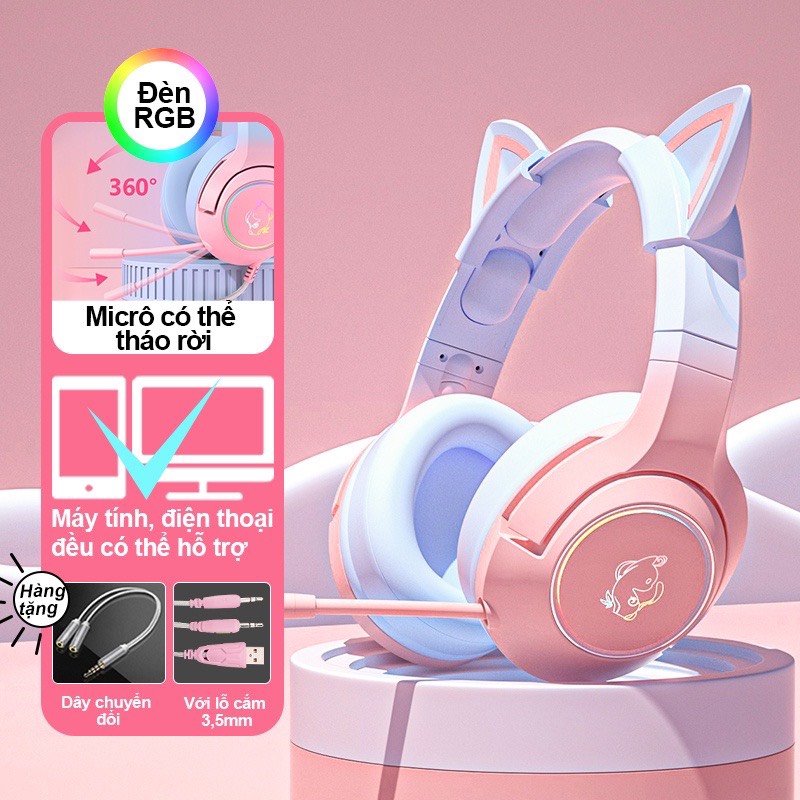 Đèn
RGB
360°
Micrô có thể
tháo rời
Máy tính, điện thoại
đều có thể hỗ trợ
Hàng
tặng
Dây chuyển
đổi
Với lỗ cắm
3,5mm